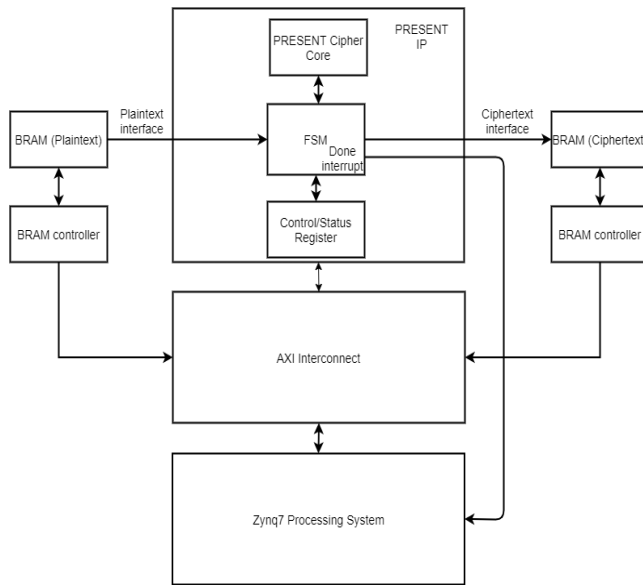 PRESENT
IP
PRESENT Cipher
Core
Plaintext
interface
Ciphertext
interface
BRAM (Plaintext)
FSM
Done
interrupt
BRAM (Ciphertext
BRAM controller
Control/Status
Register
BRAM controller
AXI Interconnect
Zynq7 Processing System